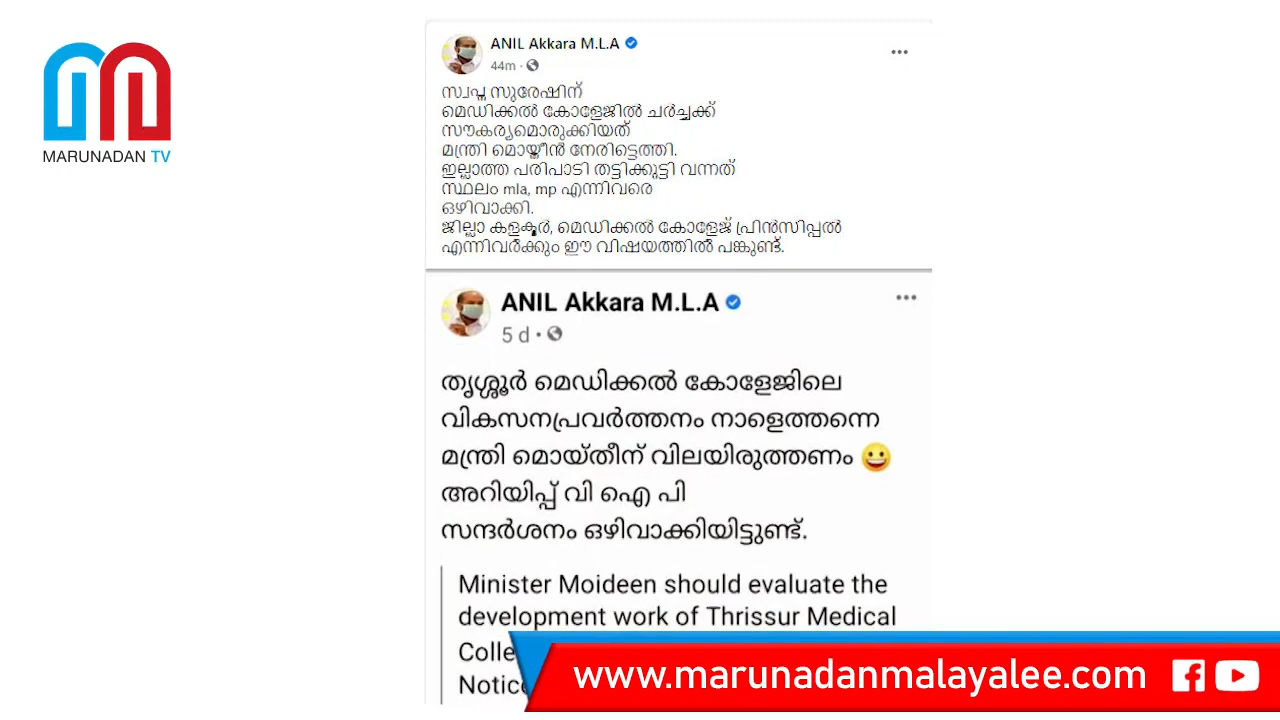 MARUNADAN TV
ANIL Akkara M.L.A
44m
സ്വപ്ന സുരേഷിന്
മെഡിക്കൽ കോളേജിൽ ചർച്ചക്ക്
സൗകര്യമൊരുക്കിയത്
മന്ത്രി മൊയ്തീൻ നേരിട്ടെത്തി.
ഇല്ലാത്ത പരിപാടി തട്ടിക്കുട്ടി വന്നത്
സ്ഥലം mla, mp എന്നിവരെ
ഒഴിവാക്കി.
ജില്ലാ കളക്ടർ, മെഡിക്കൽ കോളേജ് പ്രിൻസിപ്പൽ
എന്നിവർക്കും ഈ വിഷയത്തിൽ പങ്കുണ്ട്.
ANIL Akkara M.L.A
5 d
തൃശ്ശൂർ മെഡിക്കൽ കോളേജിലെ
വികസനപ്രവർത്തനം നാളെത്തന്നെ
മന്ത്രി മൊയ്തീന് വിലയിരുത്തണം 😀
അറിയിപ്പ് വി ഐ പി
സന്ദർശനം ഒഴിവാക്കിയിട്ടുണ്ട്.
Minister Moideen should evaluate the
development work of Thrissur Medical
www.marunadanmalayalee.com